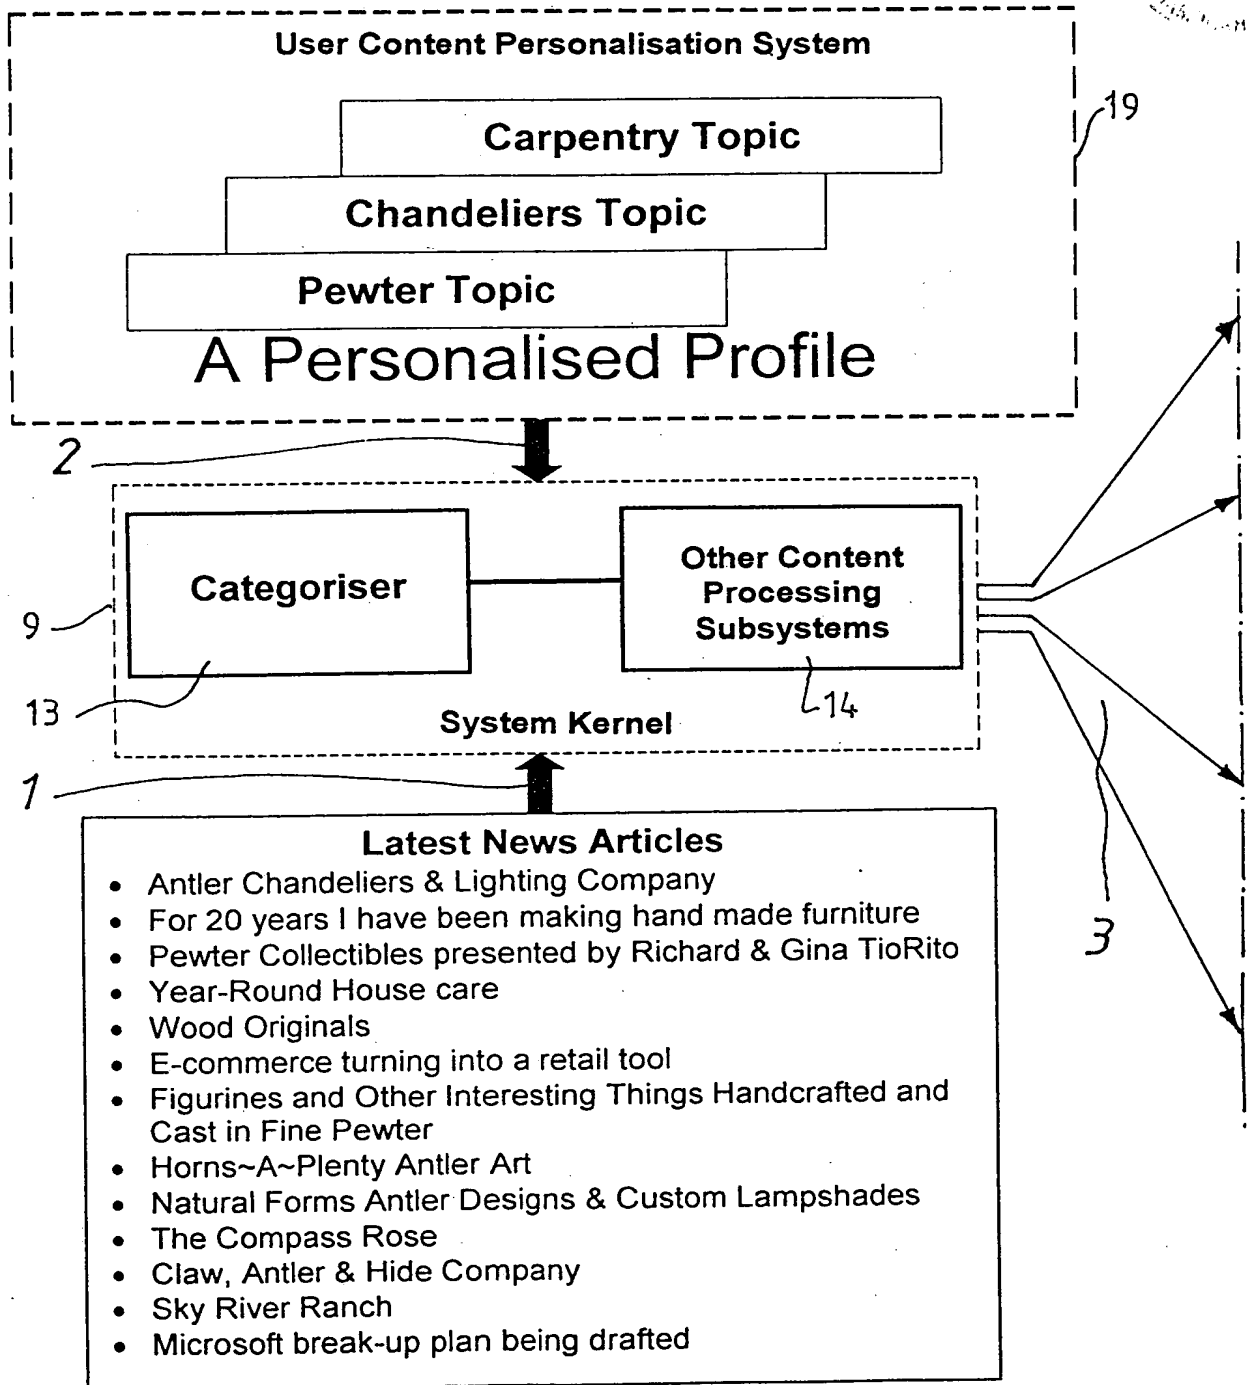 User Content Personalisation System
19
Carpentry Topic
Chandeliers Topic
Pewter Topic
A Personalised Profile
2
Categoriser
Other Content
Processing
Subsystems
9
13
14
System Kernel
1
3
Latest News Articles
• Antler Chandeliers & Lighting Company
• For 20 years I have been making hand made furniture
• Pewter Collectibles presented by Richard & Gina TioRito
• Year-Round House care
• Wood Originals
• E-commerce turning into a retail tool
• Figurines and Other Interesting Things Handcrafted and
Cast in Fine Pewter
• Horns~A~Plenty Antler Art
• Natural Forms Antler Designs & Custom Lampshades
• The Compass Rose
• Claw, Antler & Hide Company
• Sky River Ranch
• Microsoft break-up plan being drafted